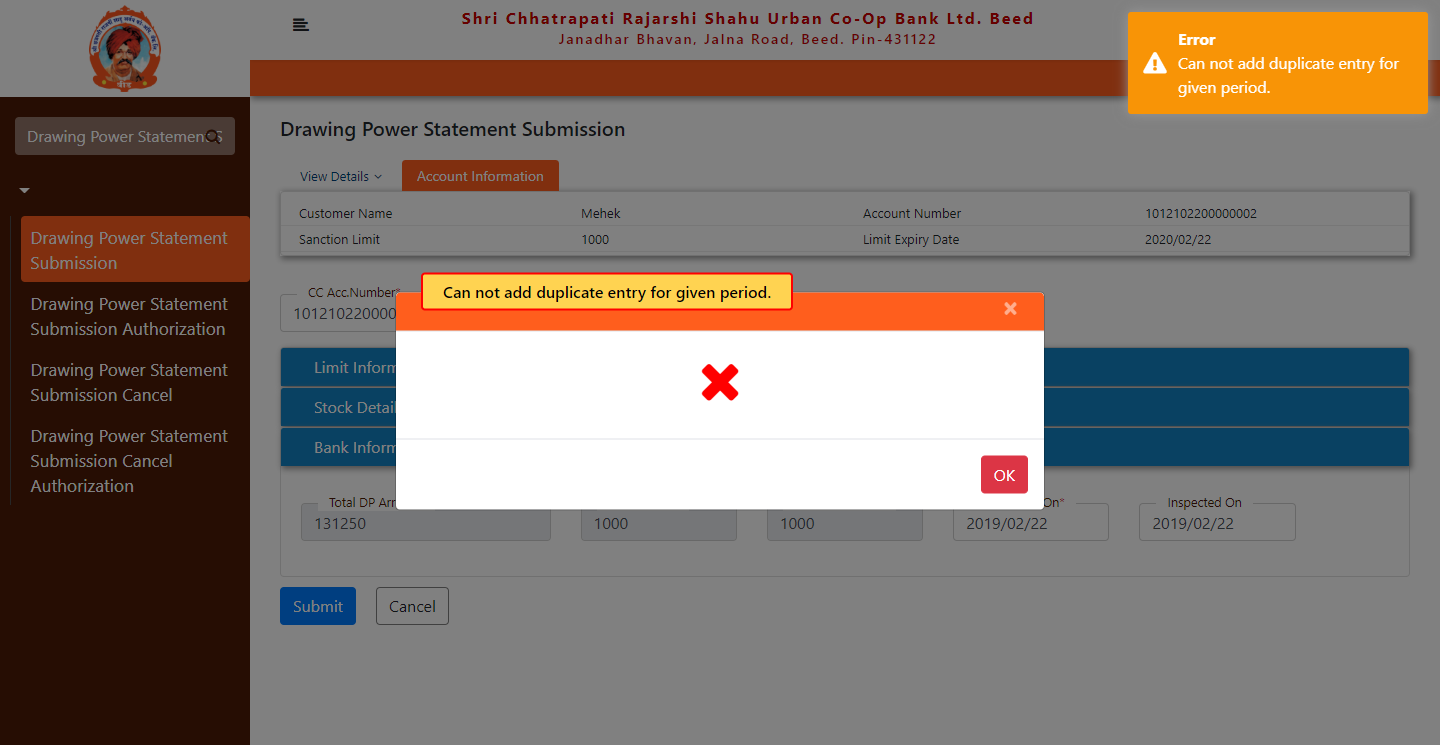 Shri Chhatrapati Rajarshi Shahu Urban Co-Op Bank Ltd. Beed
Janadhar Bhavan, Jalna Road, Beed. Pin-431122
Error
Can not add duplicate entry for
given period.
बीड
Drawing Power Statement
Drawing Power Statement
Submission
Drawing Power Statement
Submission Authorization
Drawing Power Statement
Submission Cancel
Drawing Power Statement
Submission Cancel
Authorization
Drawing Power Statement Submission
View Details
Account Information
Customer Name Mehek Account Number 1012102200000002
Sanction Limit 1000 Limit Expiry Date 2020/02/22
CC Acc.Number*
101210220000
Can not add duplicate entry for given period.
×
Limit Inform
Stock Detail
Bank Inform
OK
Total DP Am On* Inspected On
131250 1000 1000 2019/02/22 2019/02/22
Submit Cancel